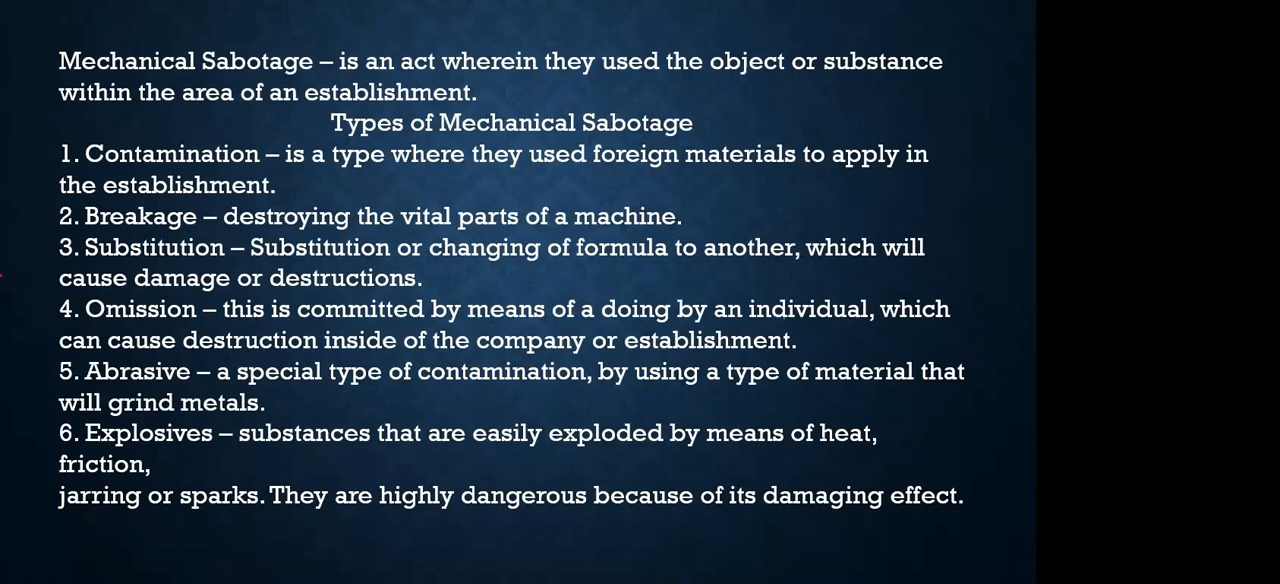 Mechanical Sabotage – is an act wherein they used the object or substance
within the area of an establishment.
Types of Mechanical Sabotage
1. Contamination – is a type where they used foreign materials to apply in
the establishment.
2. Breakage – destroying the vital parts of a machine.
3. Substitution – Substitution or changing of formula to another, which will
cause damage or destructions.
4. Omission – this is committed by means of a doing by an individual, which
can cause destruction inside of the company or establishment.
5. Abrasive – a special type of contamination, by using a type of material that
will grind metals.
6. Explosives – substances that are easily exploded by means of heat,
friction,
jarring or sparks. They are highly dangerous because of its damaging effect.